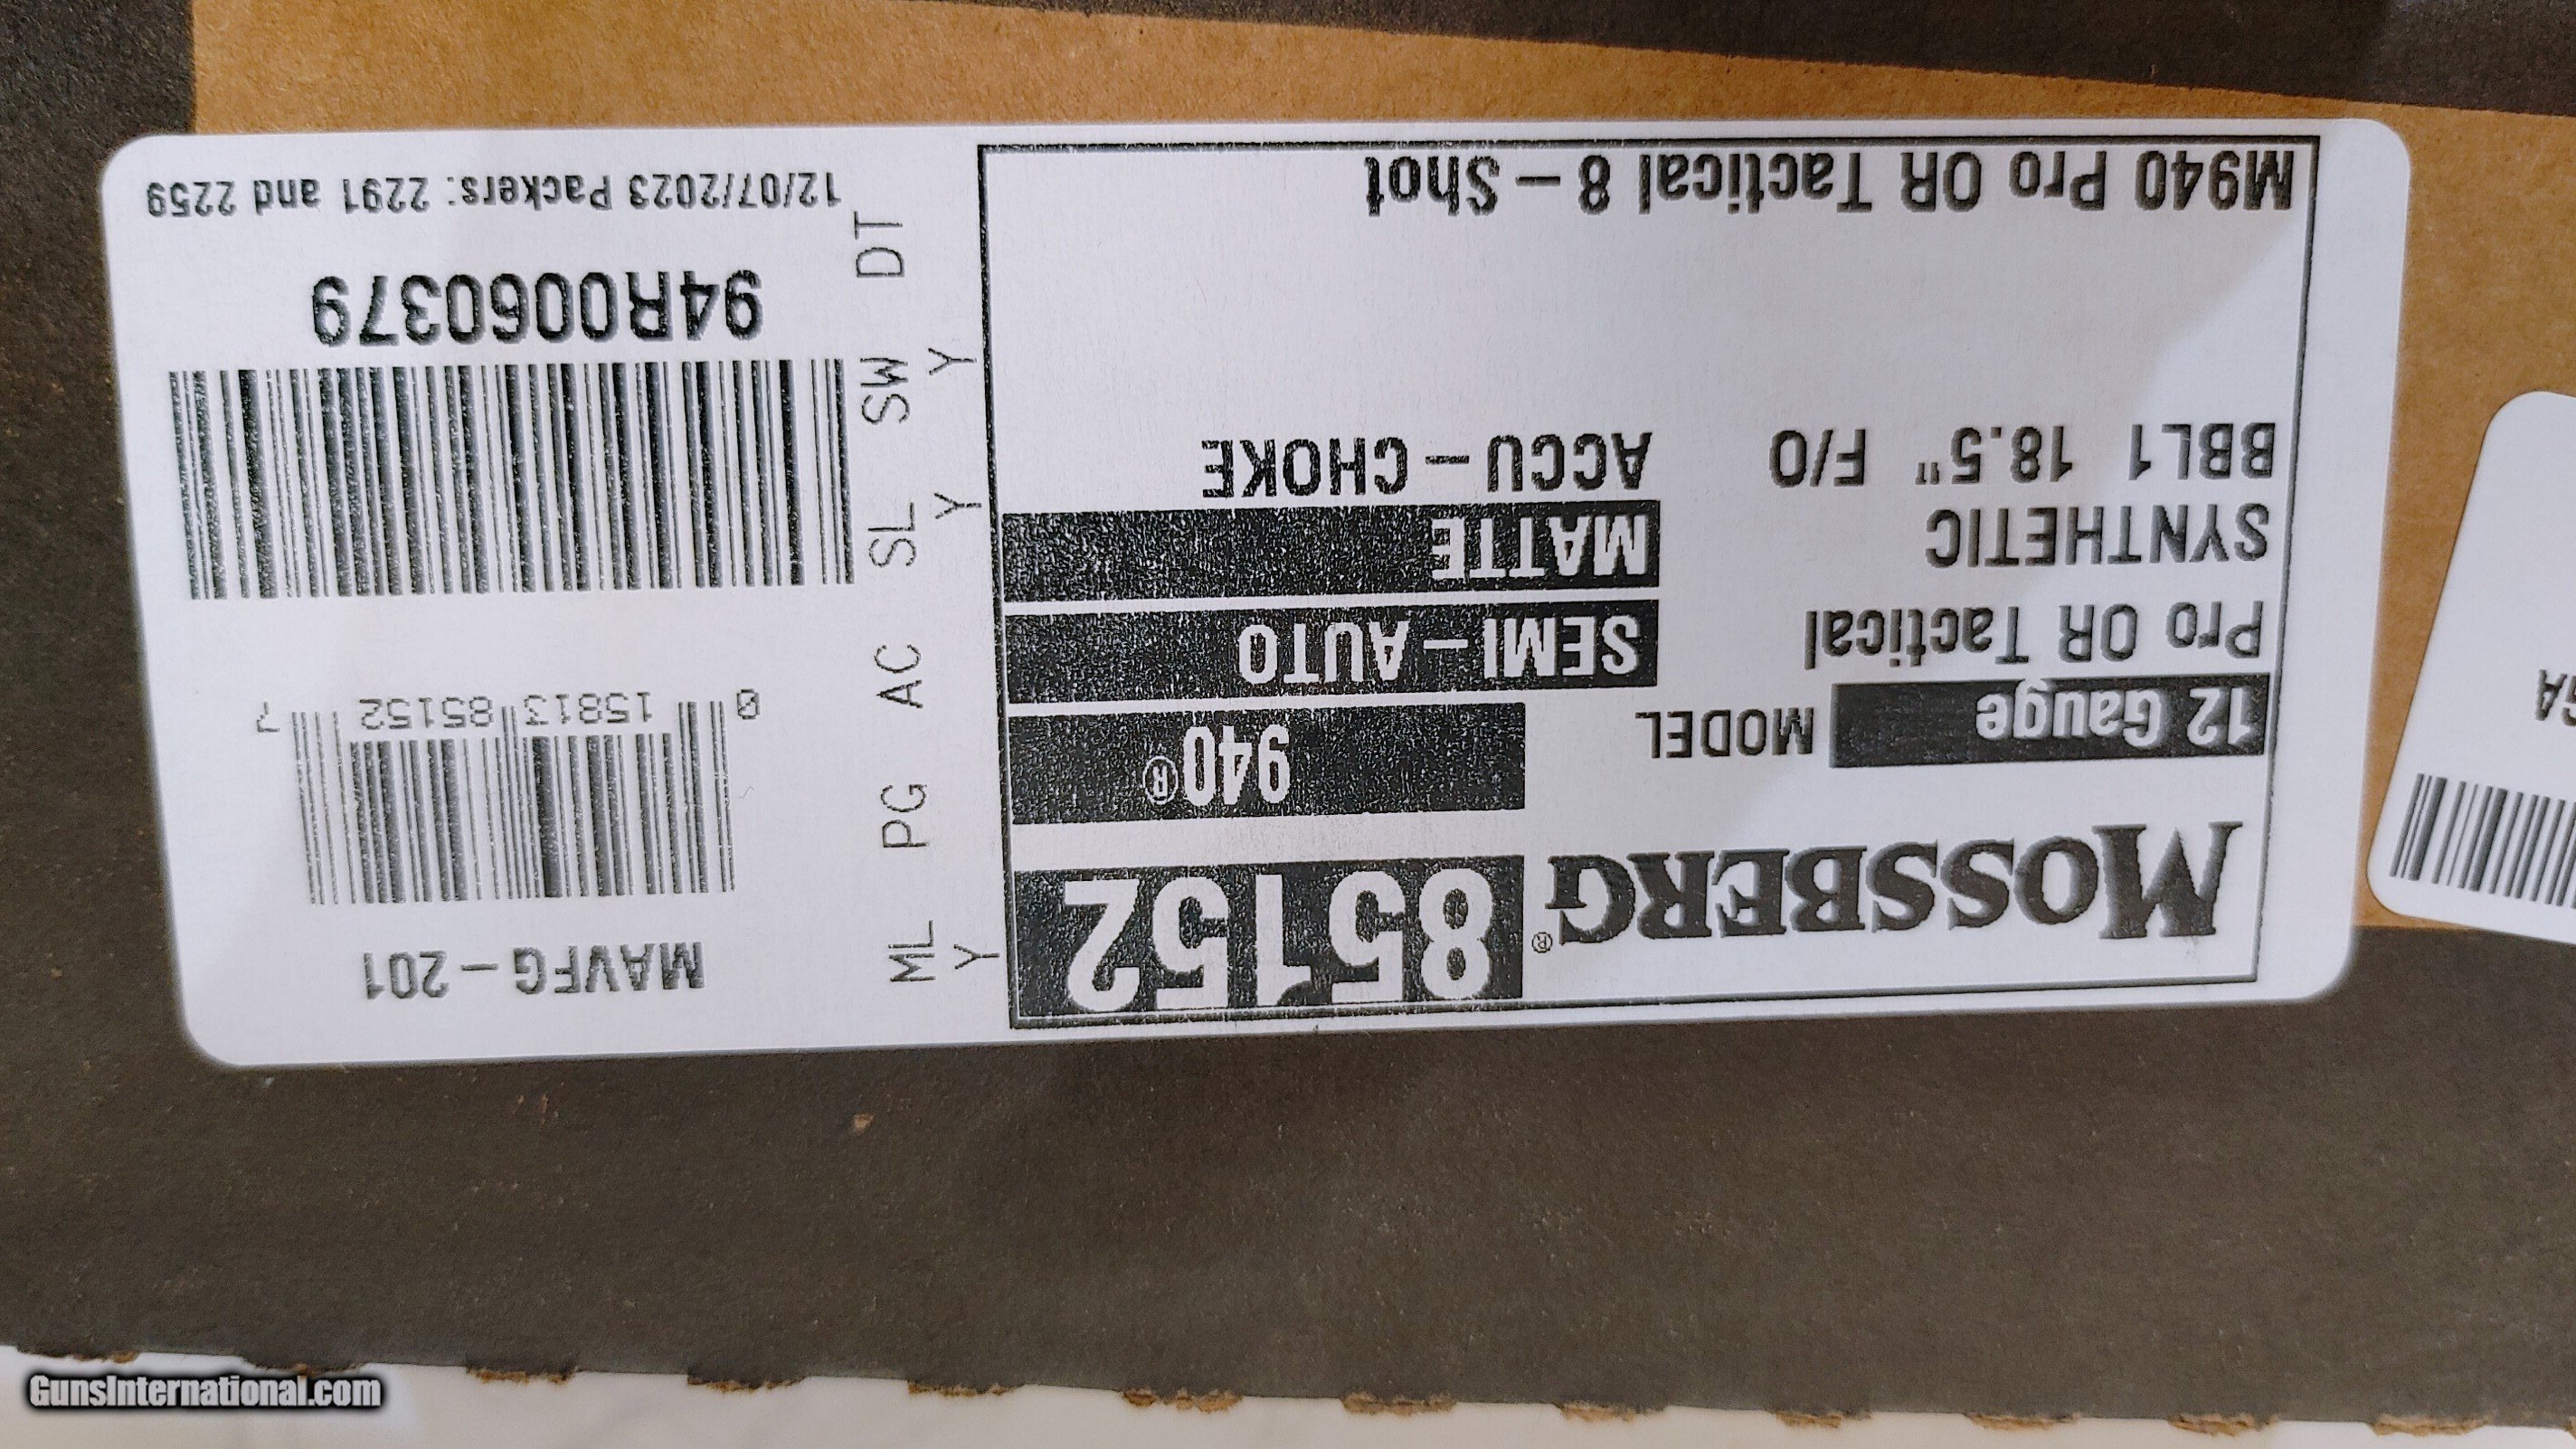 MOSSBERG® 85152
12 Gauge MODEL 940®
Pro OR Tactical SEMI-AUTO
SYNTHETIC MATTE
BBL1 18.5" F/O ACCU-CHOKE
M940 Pro OR Tactical 8-Shot
ML PG AC SL SW DT
Y Y Y
MAVFG-201
0 15813 85152 7
94R0060379
12/07/2023 Packers: 2291 and 2259
GunsInternational.com